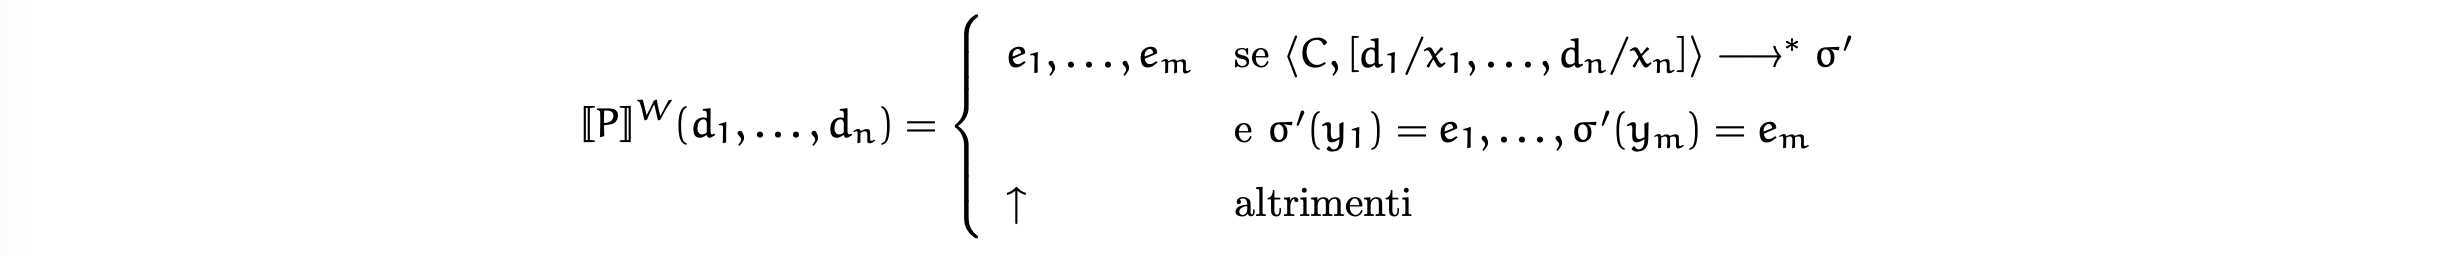 e₁, …, eₘ se ⟨C, [d₁/x₁, …, dₙ/xₙ]⟩ ⟶* σ′
⟦P⟧ᵂ(d₁, …, dₙ) = { e σ′(y₁) = e₁, …, σ′(yₘ) = eₘ
↑ altrimenti